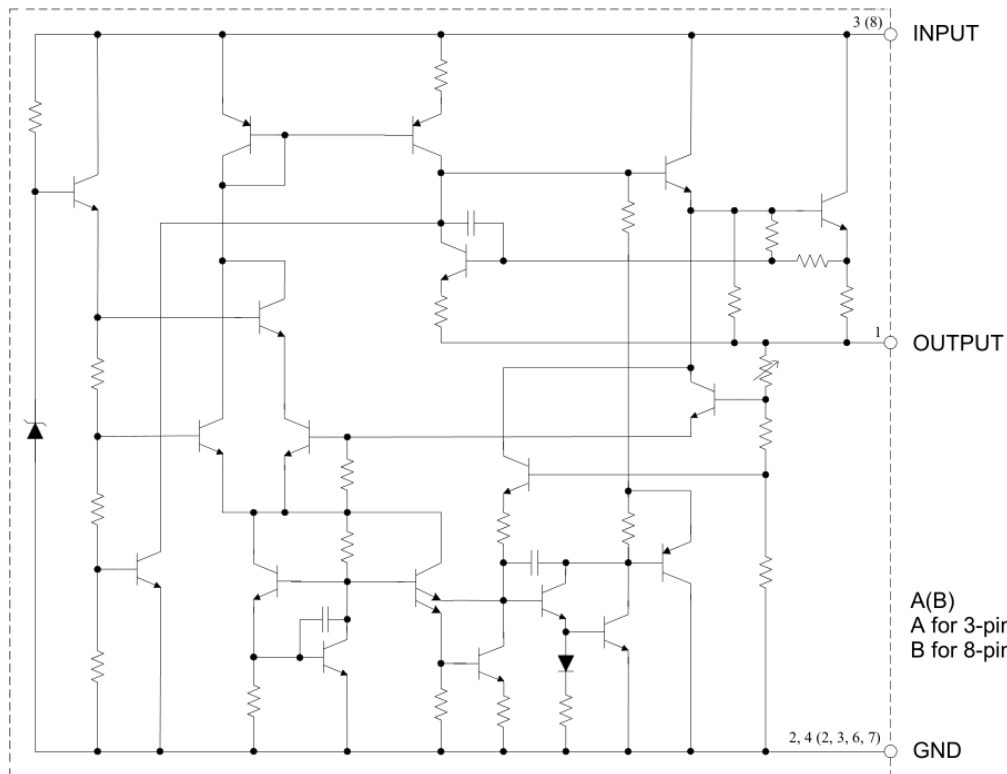 3 (8)
INPUT
1
OUTPUT
A(B)
A for 3-pin
B for 8-pin
2, 4 (2, 3, 6, 7)
GND